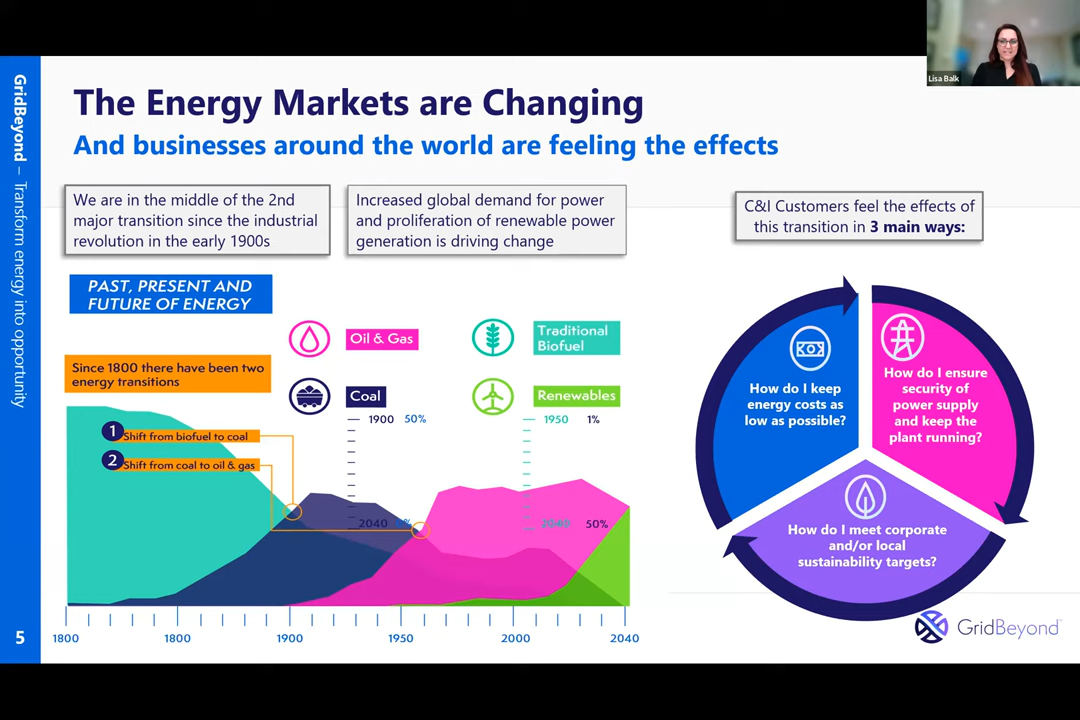 Lisa Balk
GridBeyond – Transform energy into opportunity
The Energy Markets are Changing
And businesses around the world are feeling the effects
We are in the middle of the 2nd
major transition since the industrial
revolution in the early 1900s
Increased global demand for power
and proliferation of renewable power
generation is driving change
C&I Customers feel the effects of
this transition in 3 main ways:
PAST, PRESENT AND
FUTURE OF ENERGY
Since 1800 there have been two
energy transitions
Oil & Gas
Traditional
Biofuel
Coal
Renewables
1900 50%
1950 1%
1 Shift from biofuel to coal
2 Shift from coal to oil & gas
2040
50%
1800
1800
1900
1950
2000
2040
How do I keep
energy costs as
low as possible?
How do I ensure
security of
power supply
and keep the
plant running?
How do I meet corporate
and/or local
sustainability targets?
GridBeyond
5